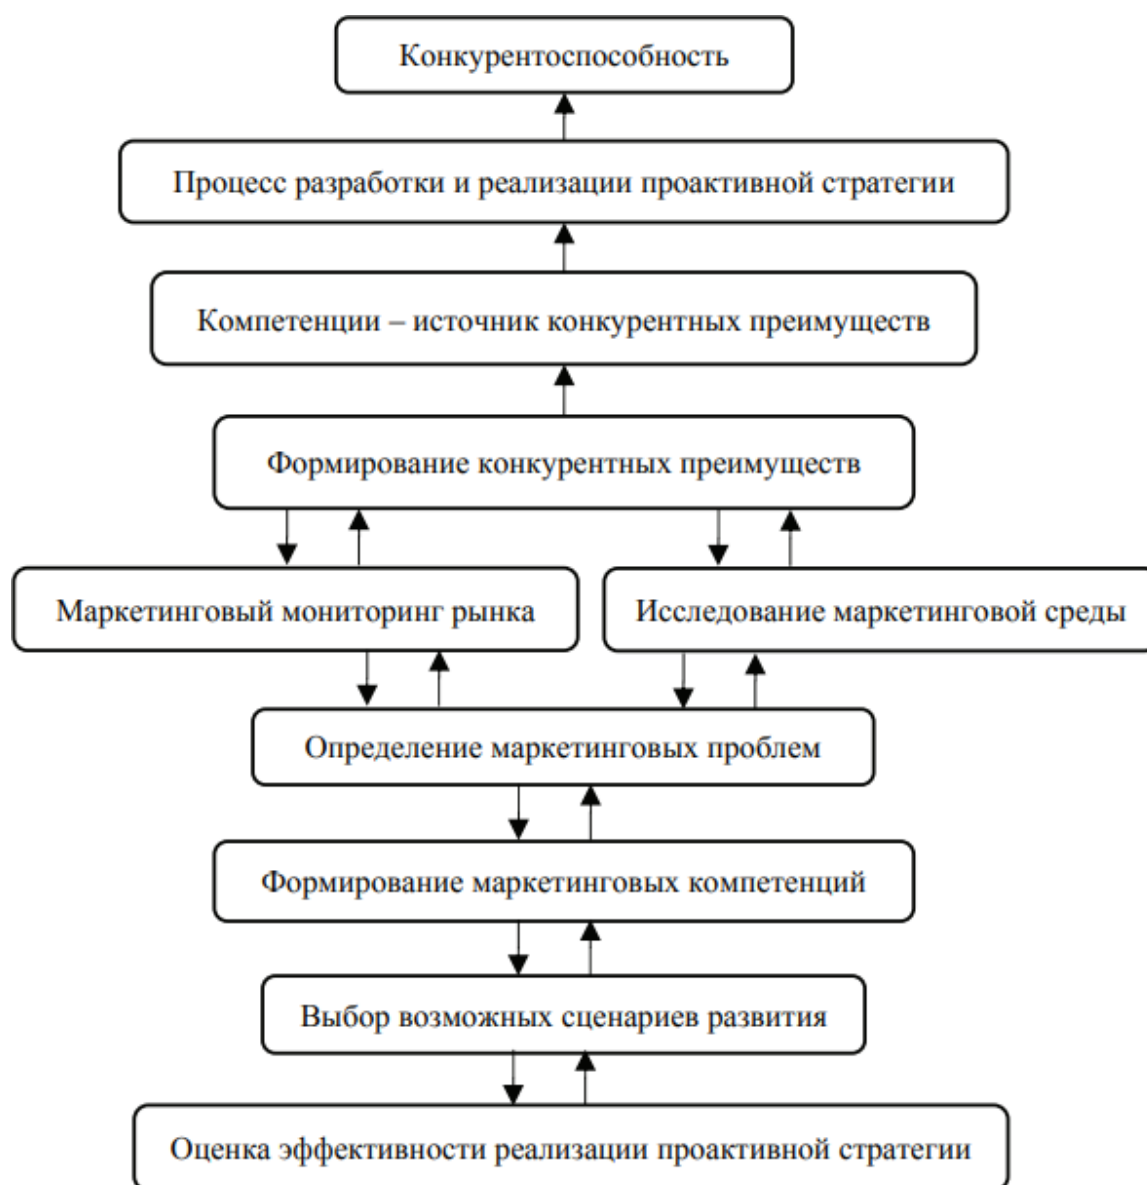 Конкурентоспособность
Процесс разработки и реализации проактивной стратегии
Компетенции – источник конкурентных преимуществ
Формирование конкурентных преимуществ
Маркетинговый мониторинг рынка
Исследование маркетинговой среды
Определение маркетинговых проблем
Формирование маркетинговых компетенций
Выбор возможных сценариев развития
Оценка эффективности реализации проактивной стратегии